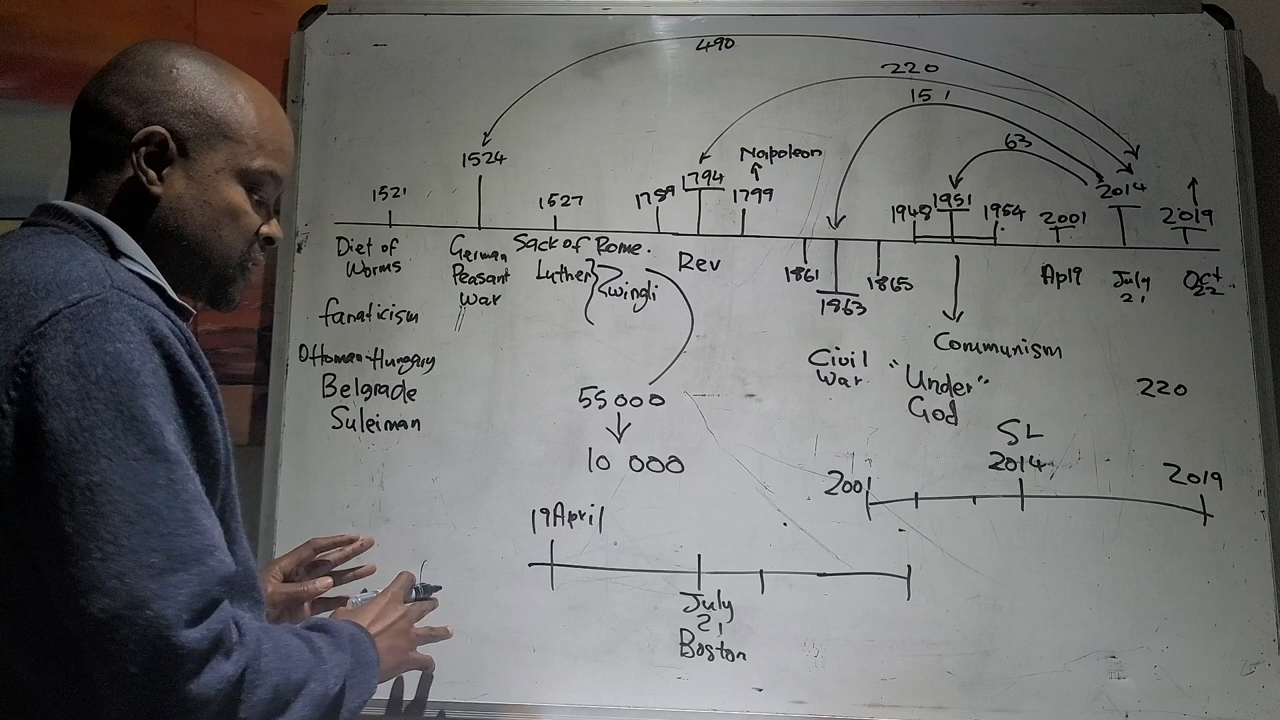 490
220
151
63
Napoleon
1521
1524
1527
1789
1794
1799
1948
1951
1954
2001
2014
2019
Diet of
Worms
German
Peasant
War
Sack of Rome.
Luther
Zwingli
Rev
1861
1863
1865
Ap19
July
21
Oct
22
fanaticism
Ottoman-Hungary
Belgrade
Suleiman
55000
10 000
Civil
War
Communism
"Under"
God
220
SL
2001
2014
2019
19 April
July
21
Boston